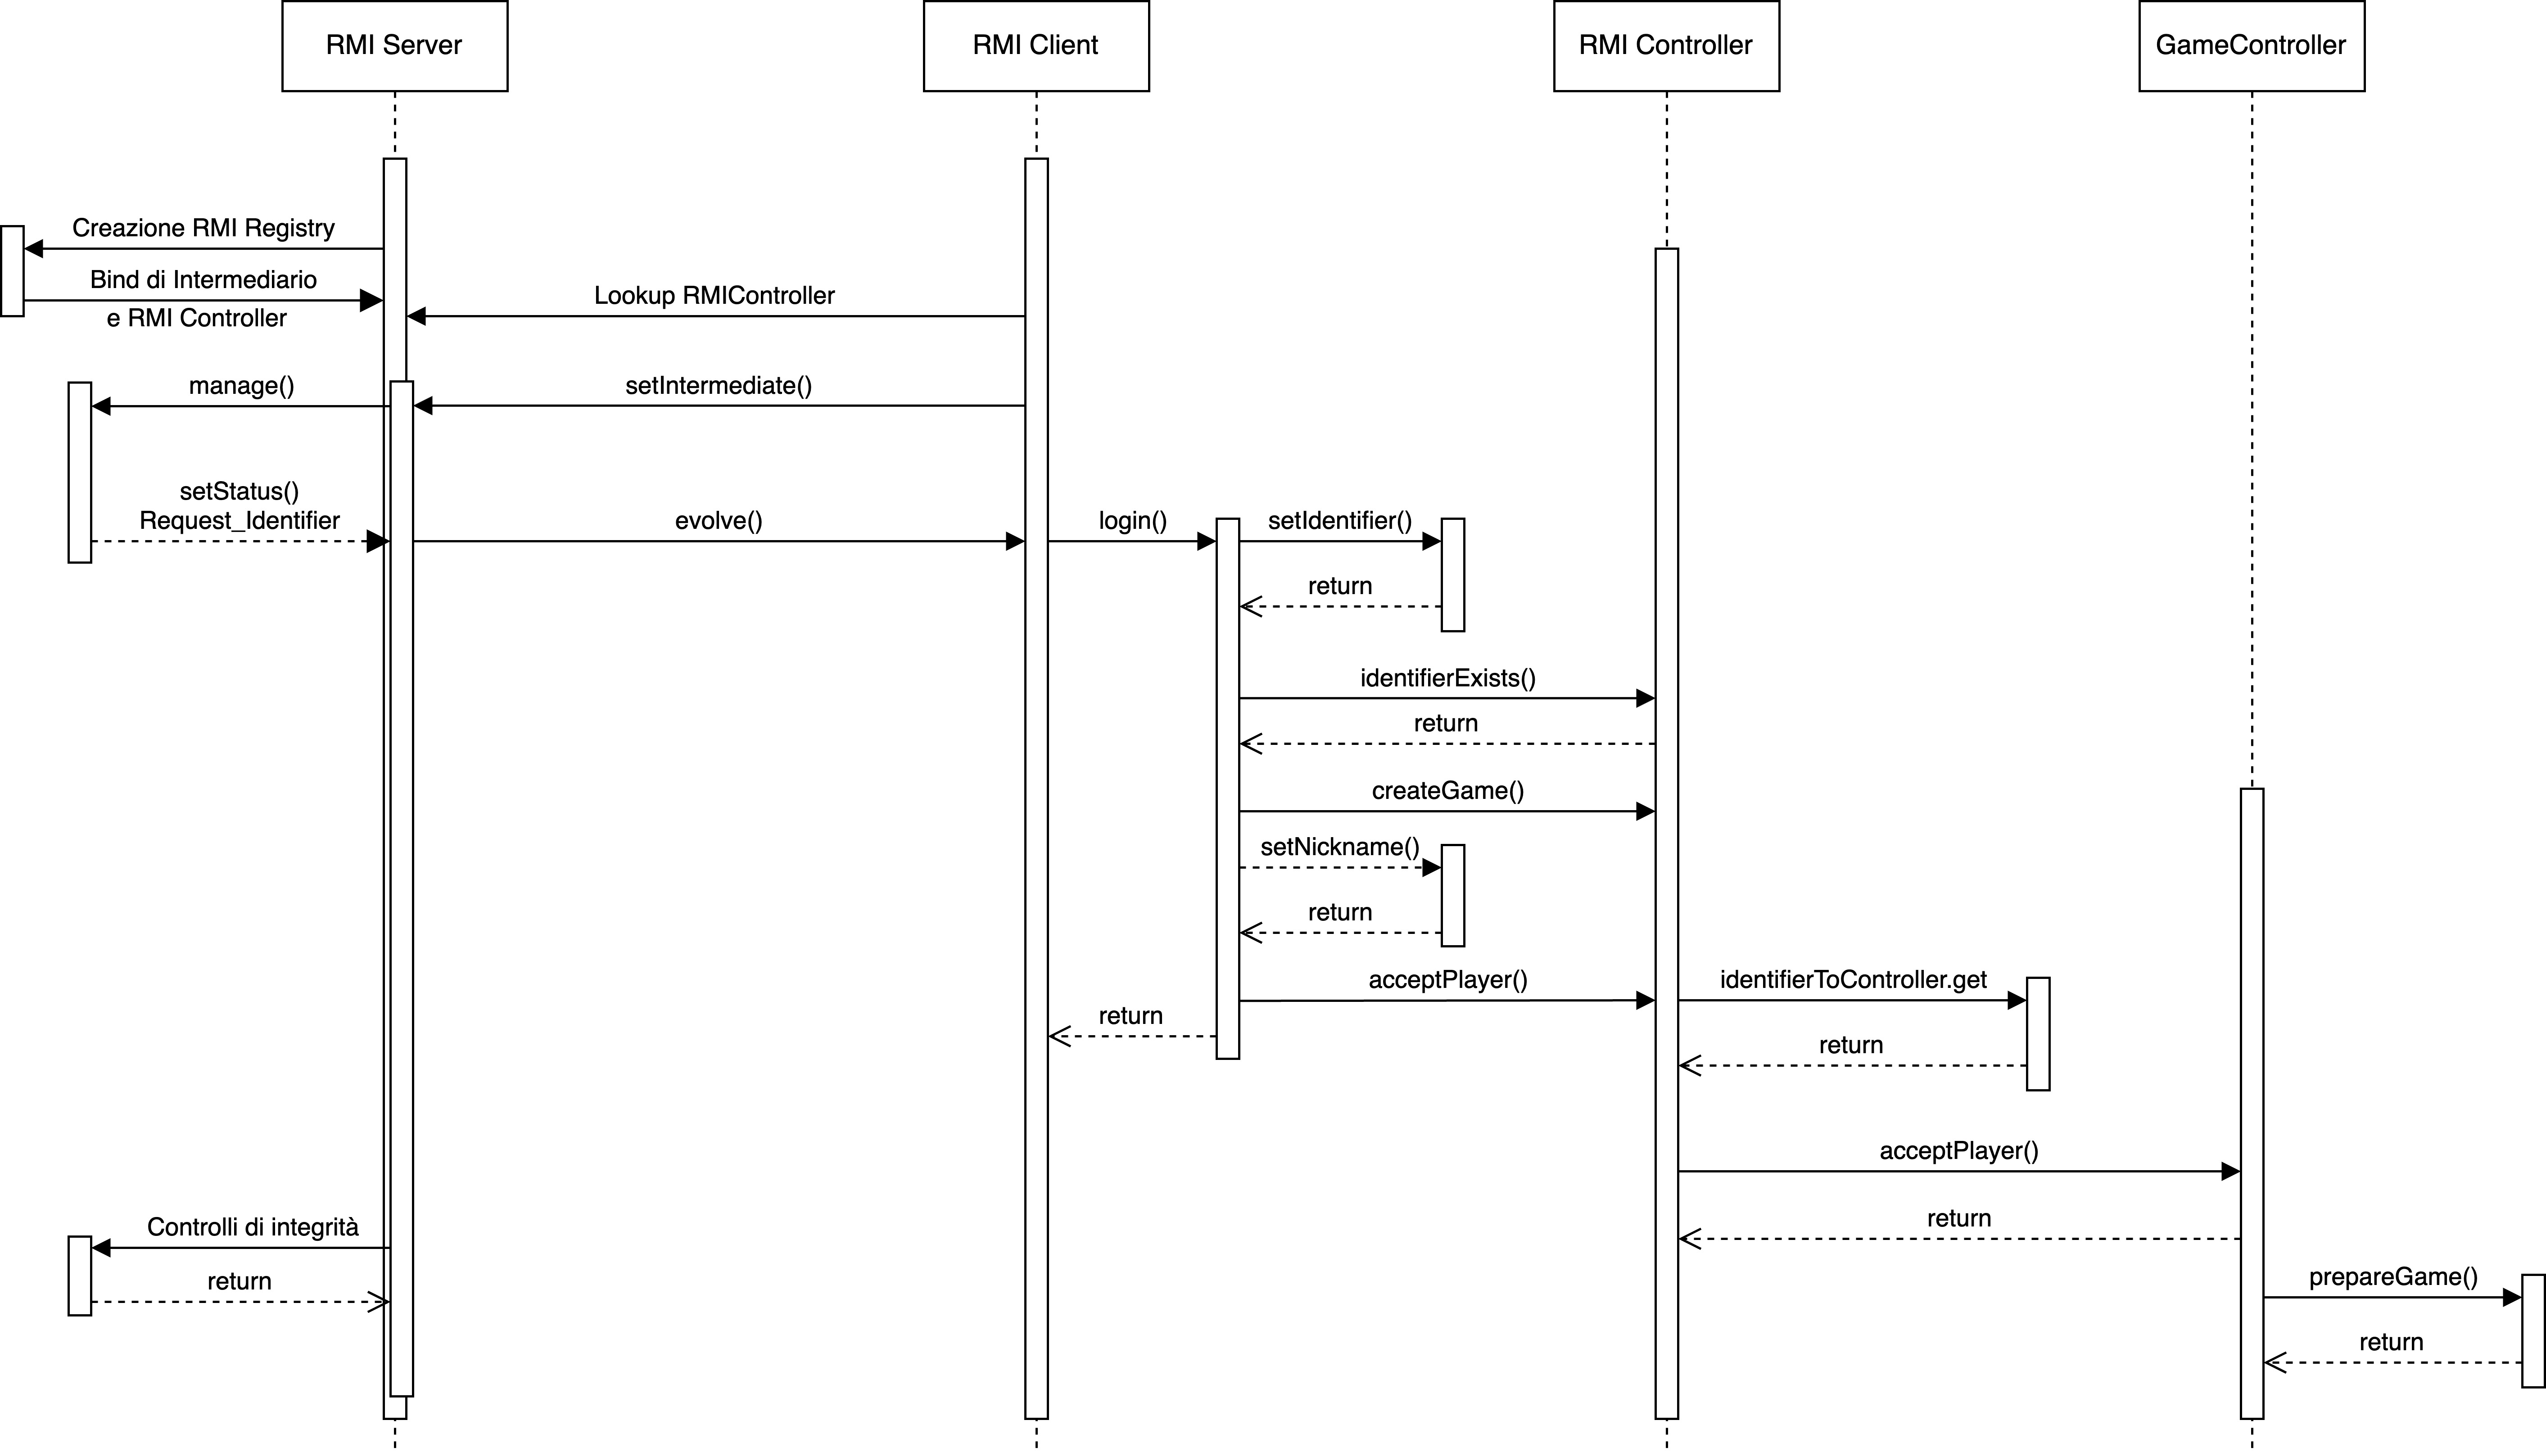 RMI Server
RMI Client
RMI Controller
GameController
Creazione RMI Registry
Bind di Intermediario
e RMI Controller
Lookup RMIController
manage()
setIntermediate()
setStatus()
Request_Identifier
evolve()
login()
setIdentifier()
return
identifierExists()
return
createGame()
setNickname()
return
acceptPlayer()
identifierToController.get
return
return
acceptPlayer()
return
Controlli di integrità
return
prepareGame()
return